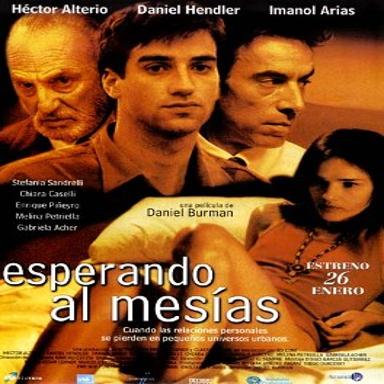 Héctor Alterio Daniel Hendler Imanol Arias
Stefania Sandrelli
Chiara Caselli
Enrique Piñeyro
Melina Petriella
Gabriela Acher
una película de
Daniel Burman
esperando
al mesías
ESTRENO
26
ENERO
Cuando las relaciones personales
se pierden en pequeños universos urbanos.